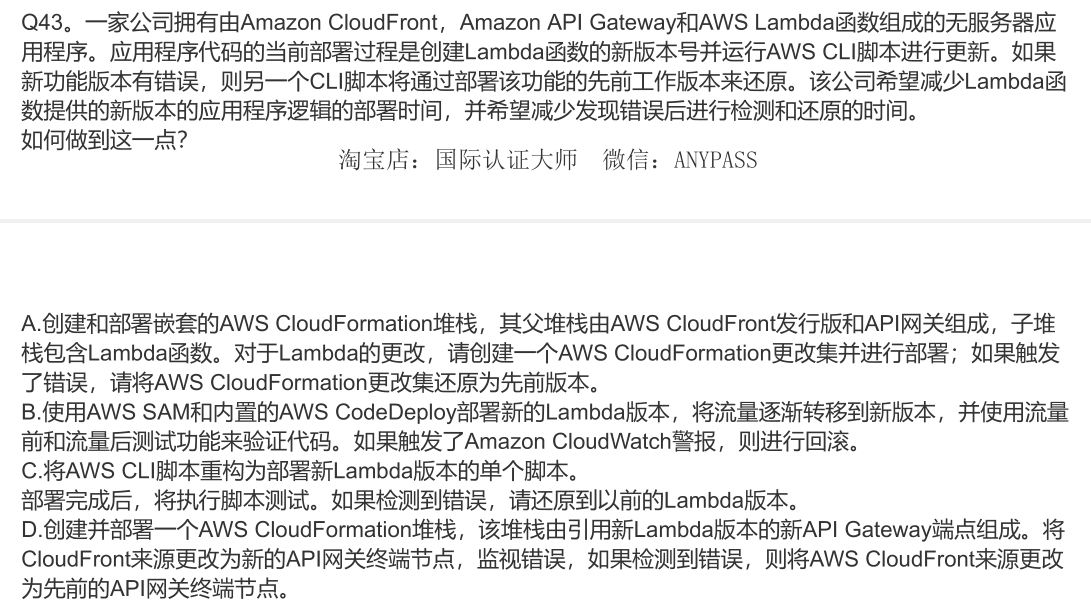 Q43。一家公司拥有由Amazon CloudFront，Amazon API Gateway和AWS Lambda函数组成的无服务器应
用程序。应用程序代码的当前部署过程是创建Lambda函数的新版本号并运行AWS CLI脚本进行更新。如果
新功能版本有错误，则另一个CLI脚本将通过部署该功能的先前工作版本来还原。该公司希望减少Lambda函
数提供的新版本的应用程序逻辑的部署时间，并希望减少发现错误后进行检测和还原的时间。
如何做到这一点？
淘宝店：国际认证大师 微信：ANYPASS
A.创建和部署嵌套的AWS CloudFormation堆栈，其父堆栈由AWS CloudFront发行版和API网关组成，子堆
栈包含Lambda函数。对于Lambda的更改，请创建一个AWS CloudFormation更改集并进行部署；如果触发
了错误，请将AWS CloudFormation更改集还原为先前版本。
B.使用AWS SAM和内置的AWS CodeDeploy部署新的Lambda版本，将流量逐渐转移到新版本，并使用流量
前和流量后测试功能来验证代码。如果触发了Amazon CloudWatch警报，则进行回滚。
C.将AWS CLI脚本重构为部署新Lambda版本的单个脚本。
部署完成后，将执行脚本测试。如果检测到错误，请还原到以前的Lambda版本。
D.创建并部署一个AWS CloudFormation堆栈，该堆栈由引用新Lambda版本的新API Gateway端点组成。将
CloudFront来源更改为新的API网关终端节点，监视错误，如果检测到错误，则将AWS CloudFront来源更改
为先前的API网关终端节点。